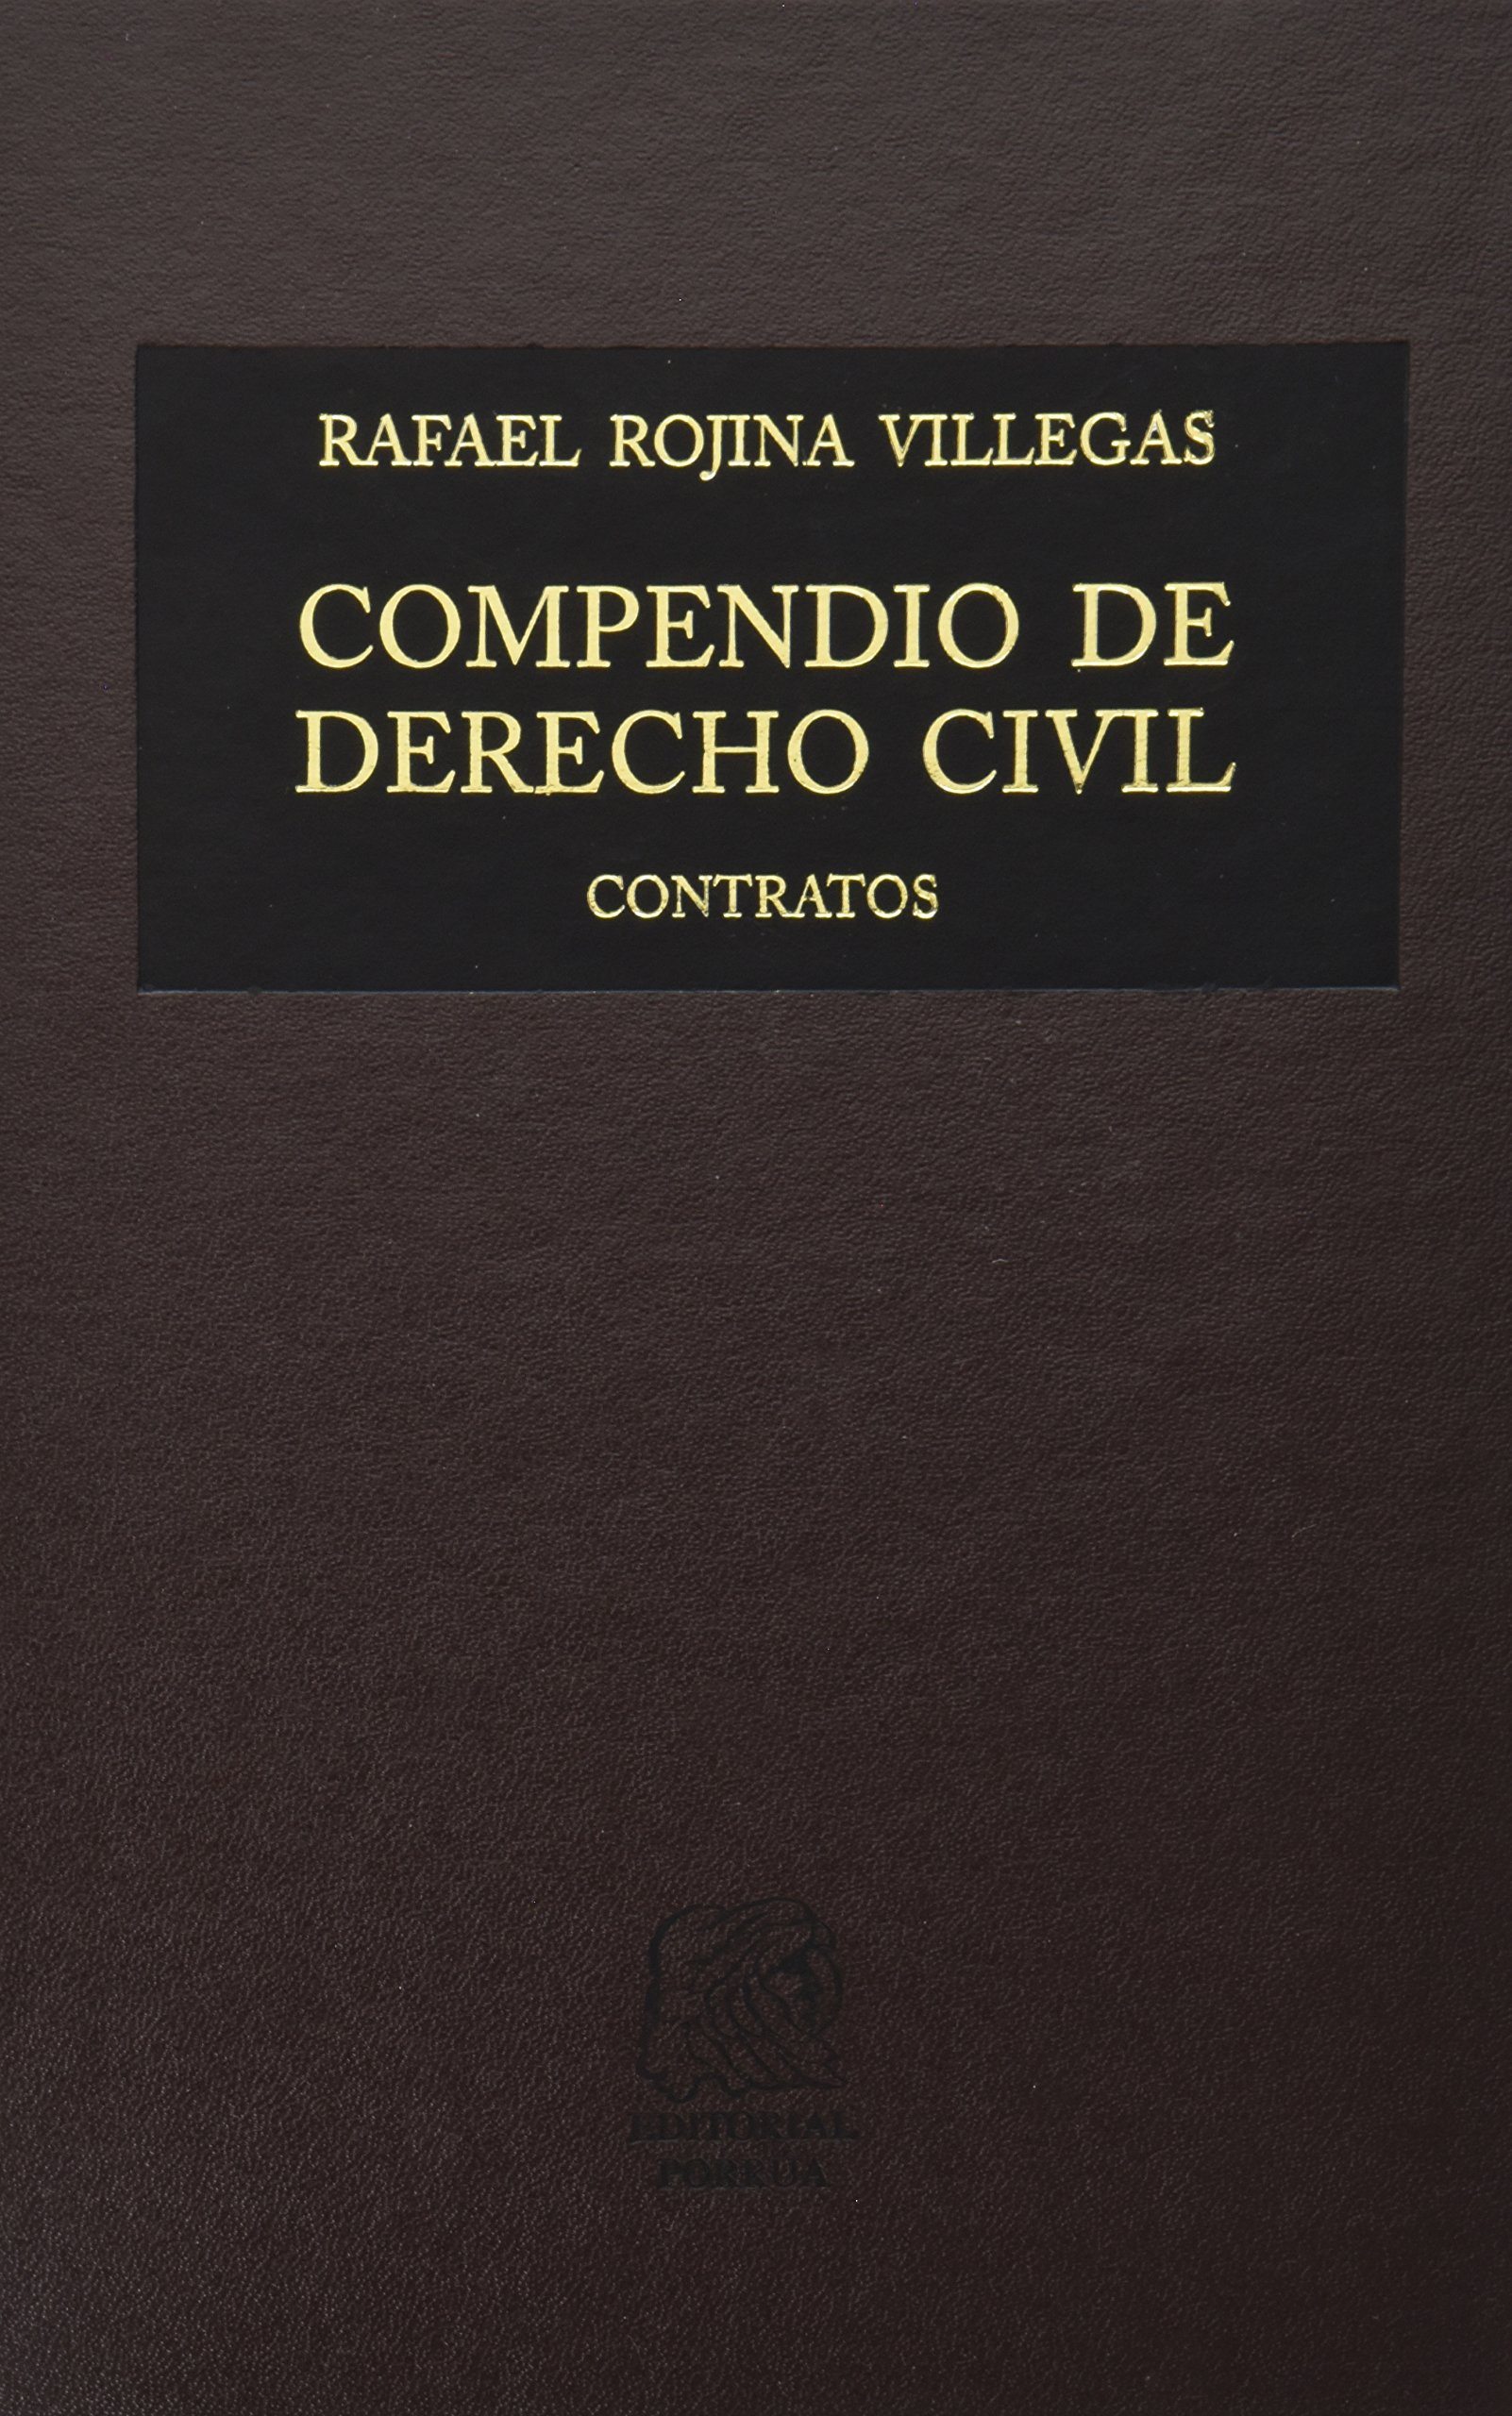 RAFAEL ROJINA VILLEGAS
COMPENDIO DE
DERECHO CIVIL
CONTRATOS
EDITORIAL
PORRÚA